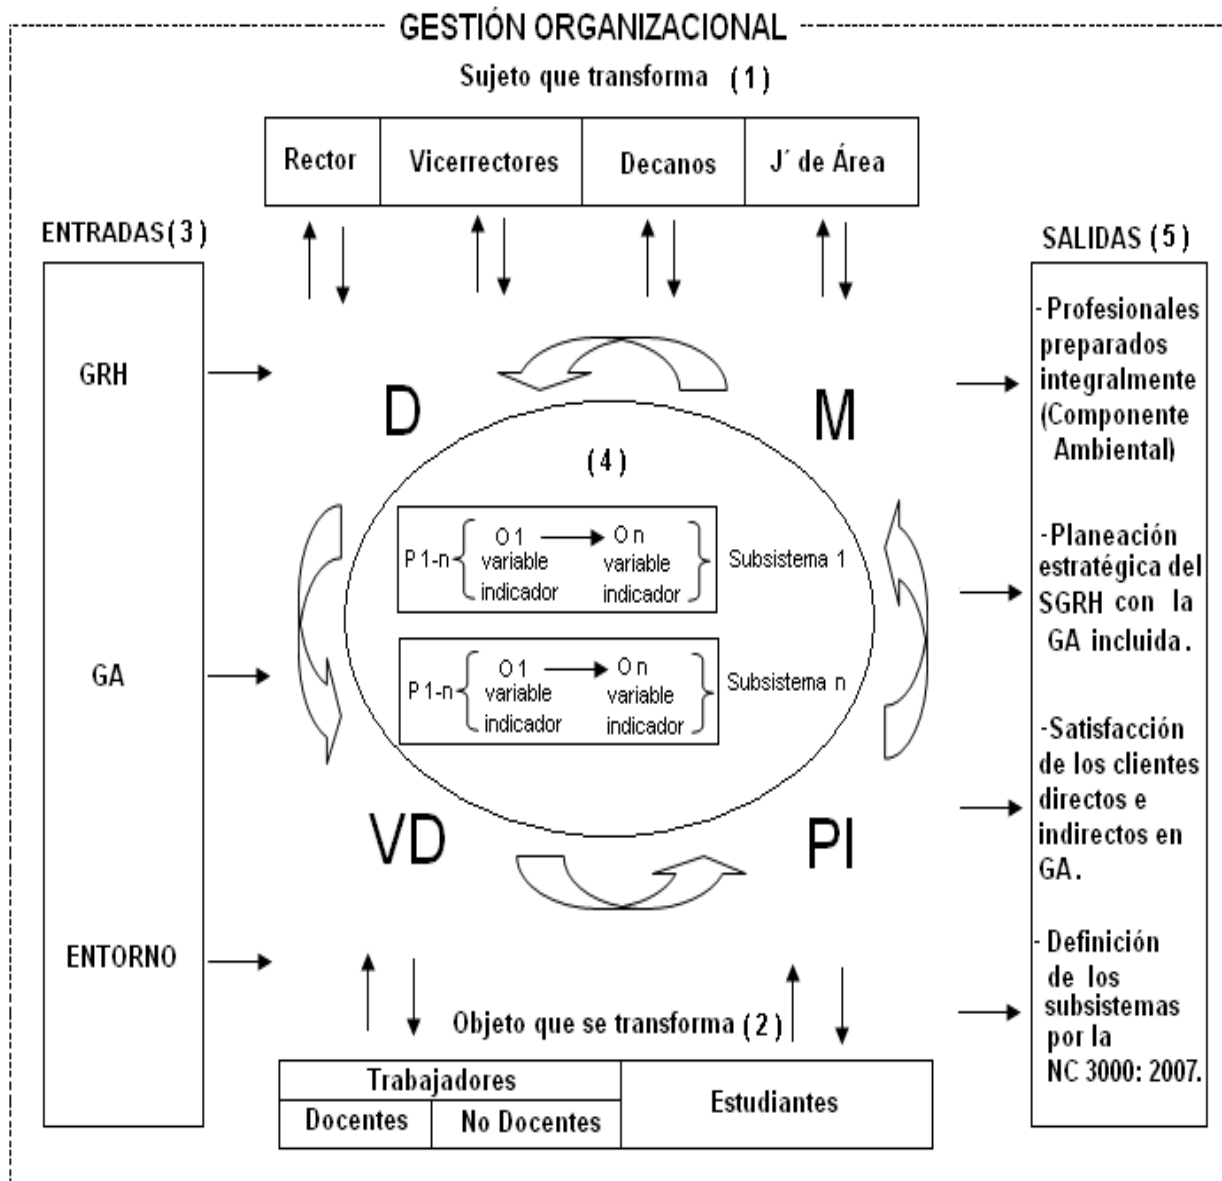 GESTIÓN ORGANIZACIONAL
Sujeto que transforma (1)
Rector Vicerrectores Decanos J´ de Área
ENTRADAS (3)
GRH
GA
ENTORNO
D
M
(4)
P 1-n { O 1 → O n } Subsistema 1
variable variable
indicador indicador
P 1-n { O 1 → O n } Subsistema n
variable variable
indicador indicador
VD
PI
Objeto que se transforma (2)
Trabajadores
Docentes No Docentes
Estudiantes
SALIDAS (5)
- Profesionales
preparados
integralmente
(Componente
Ambiental)
-Planeación
estratégica del
SGRH con la
GA incluida.
-Satisfacción
de los clientes
directos e
indirectos en
GA.
- Definición
de los
subsistemas
por la
NC 3000: 2007.